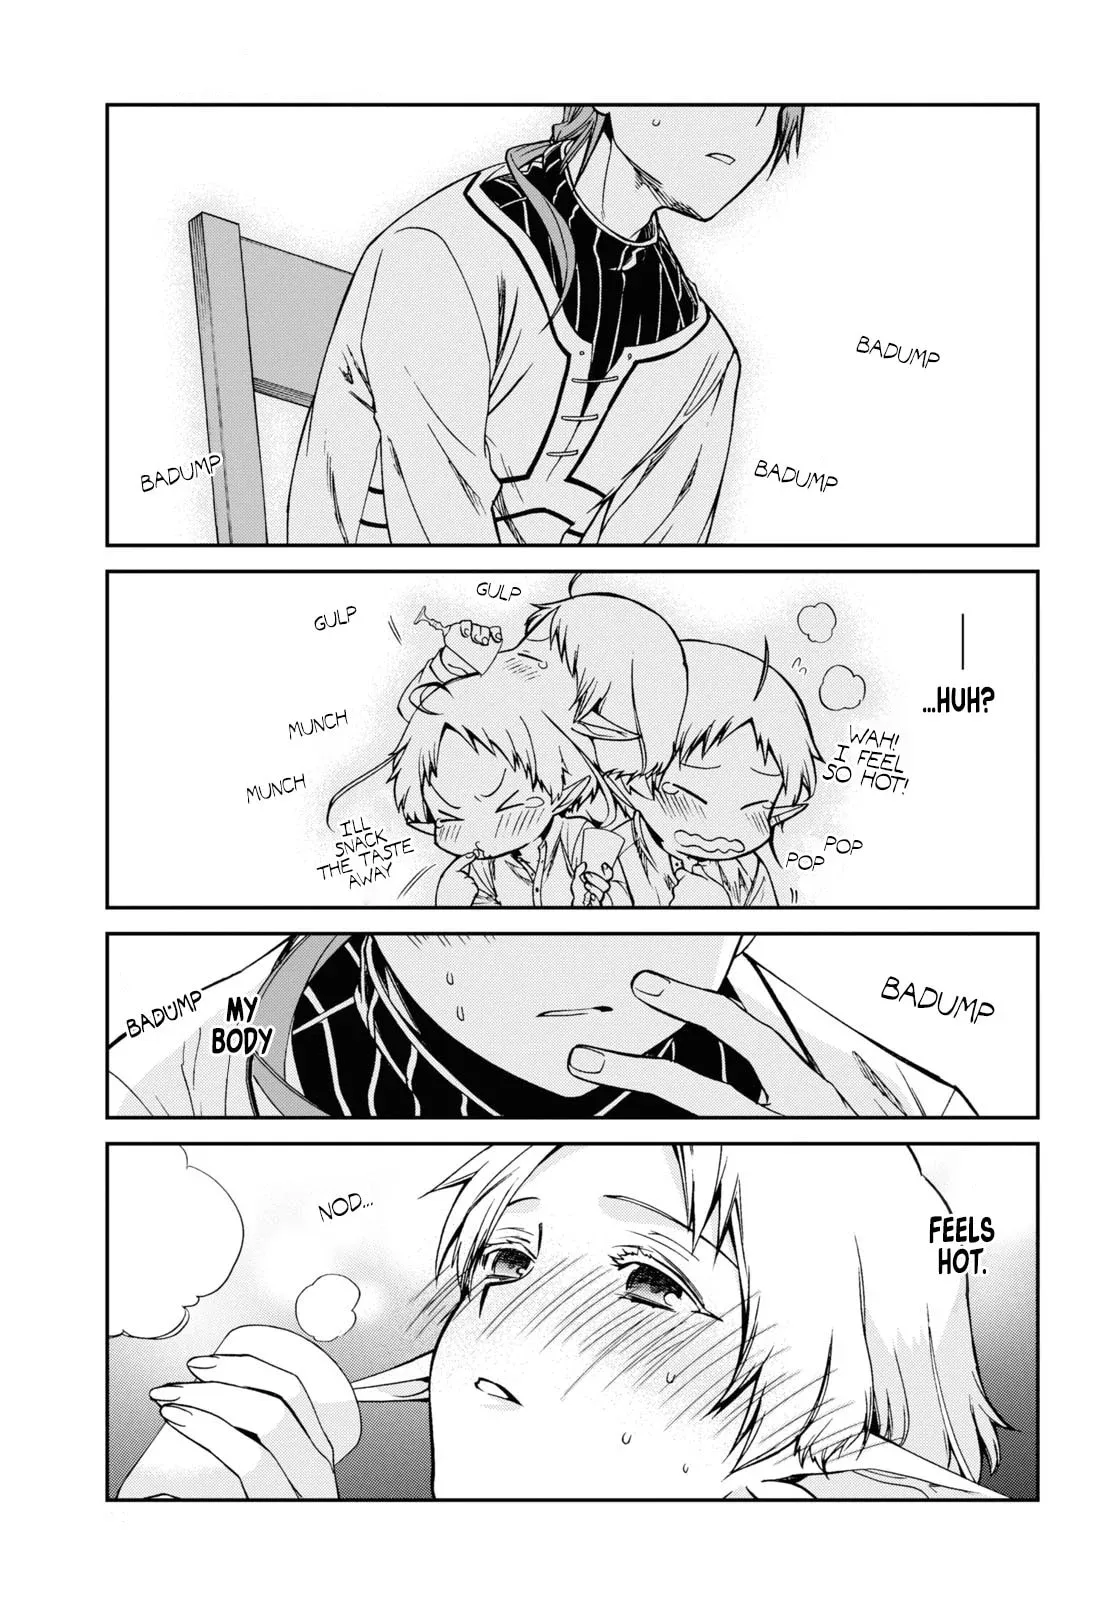 BADUMP
BADUMP
BADUMP
...HUH?
WAH!
I FEEL
SO HOT!
POP
POP
GULP
GULP
MUNCH
MUNCH
I'LL
SNACK
THE TASTE
AWAY
BADUMP
MY
BODY
BADUMP
FEELS
HOT.
NOD...